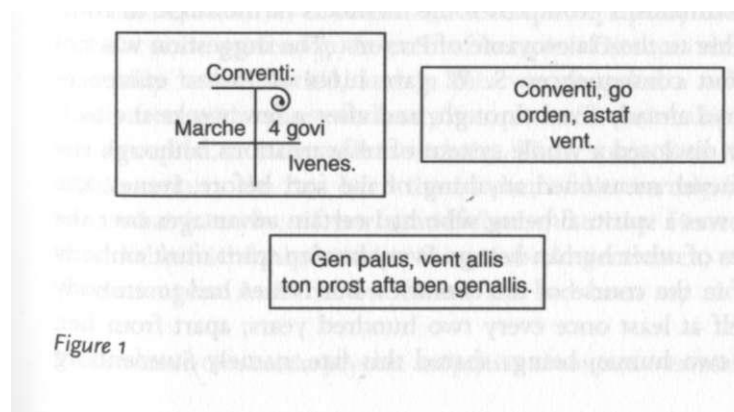 Conventi:
Marche 4 govi
Ivenes.
Conventi, go
orden, astaf
vent.
Gen palus, vent allis
ton prost afta ben genallis.
Figure 1